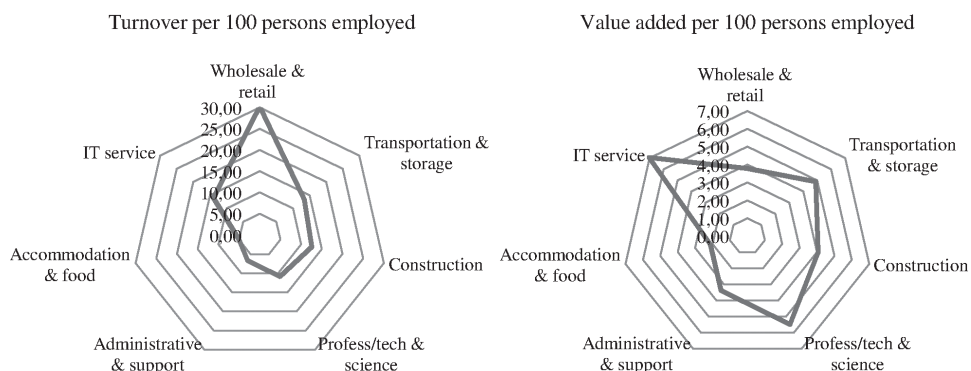 Turnover per 100 persons employed
Wholesale &
retail
30,00
25,00
20,00
15,00
10,00
5,00
0,00
Transportation &
storage
Construction
Profess/tech &
science
Administrative
& support
Accommodation
& food
IT service
Value added per 100 persons employed
Wholesale &
retail
7,00
6,00
5,00
4,00
3,00
2,00
1,00
0,00
Transportation
& storage
Construction
Profess/tech &
science
Administrative
& support
Accommodation
& food
IT service